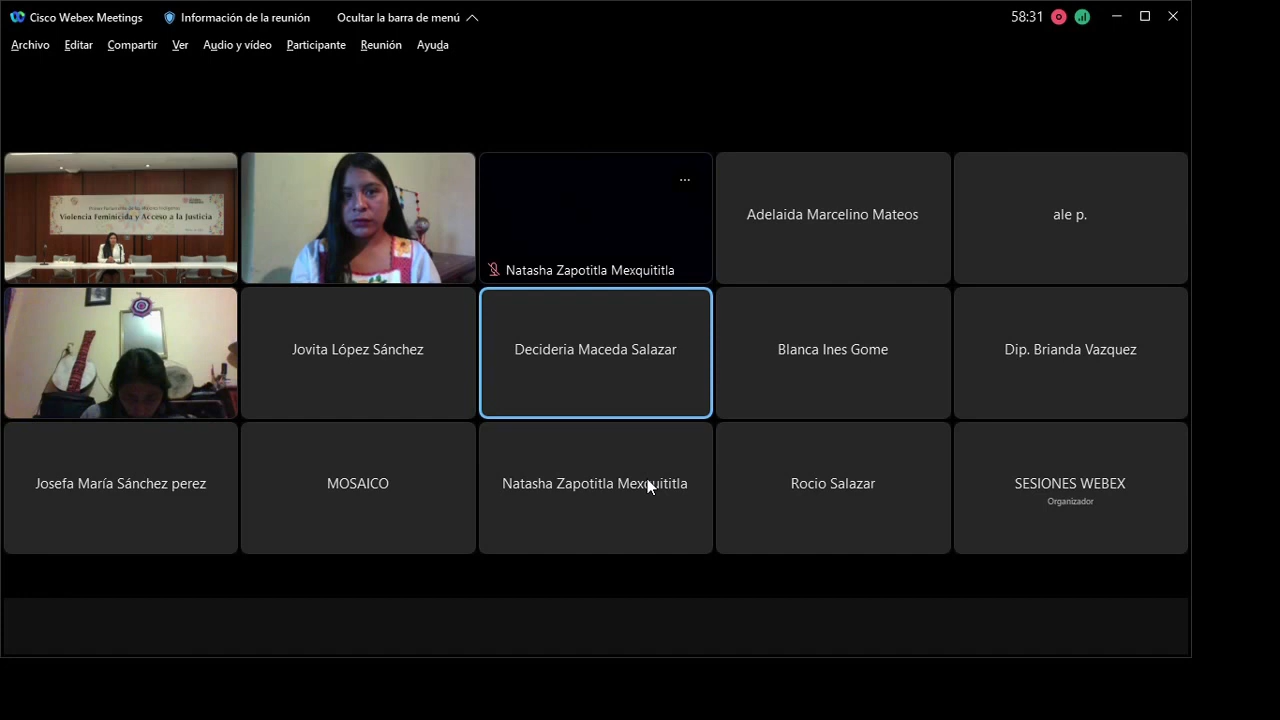 Cisco Webex Meetings Información de la reunión Ocultar la barra de menú 58:31
Archivo Editar Compartir Ver Audio y vídeo Participante Reunión Ayuda
Violencia Feminicida y Acceso a la Justicia
...
Natasha Zapotitla Mexquititla
Adelaida Marcelino Mateos
ale p.
Jovita López Sánchez
Decideria Maceda Salazar
Blanca Ines Gome
Dip. Brianda Vazquez
Josefa María Sánchez perez
MOSAICO
Natasha Zapotitla Mexquititla
Rocio Salazar
SESIONES WEBEX
Organizador